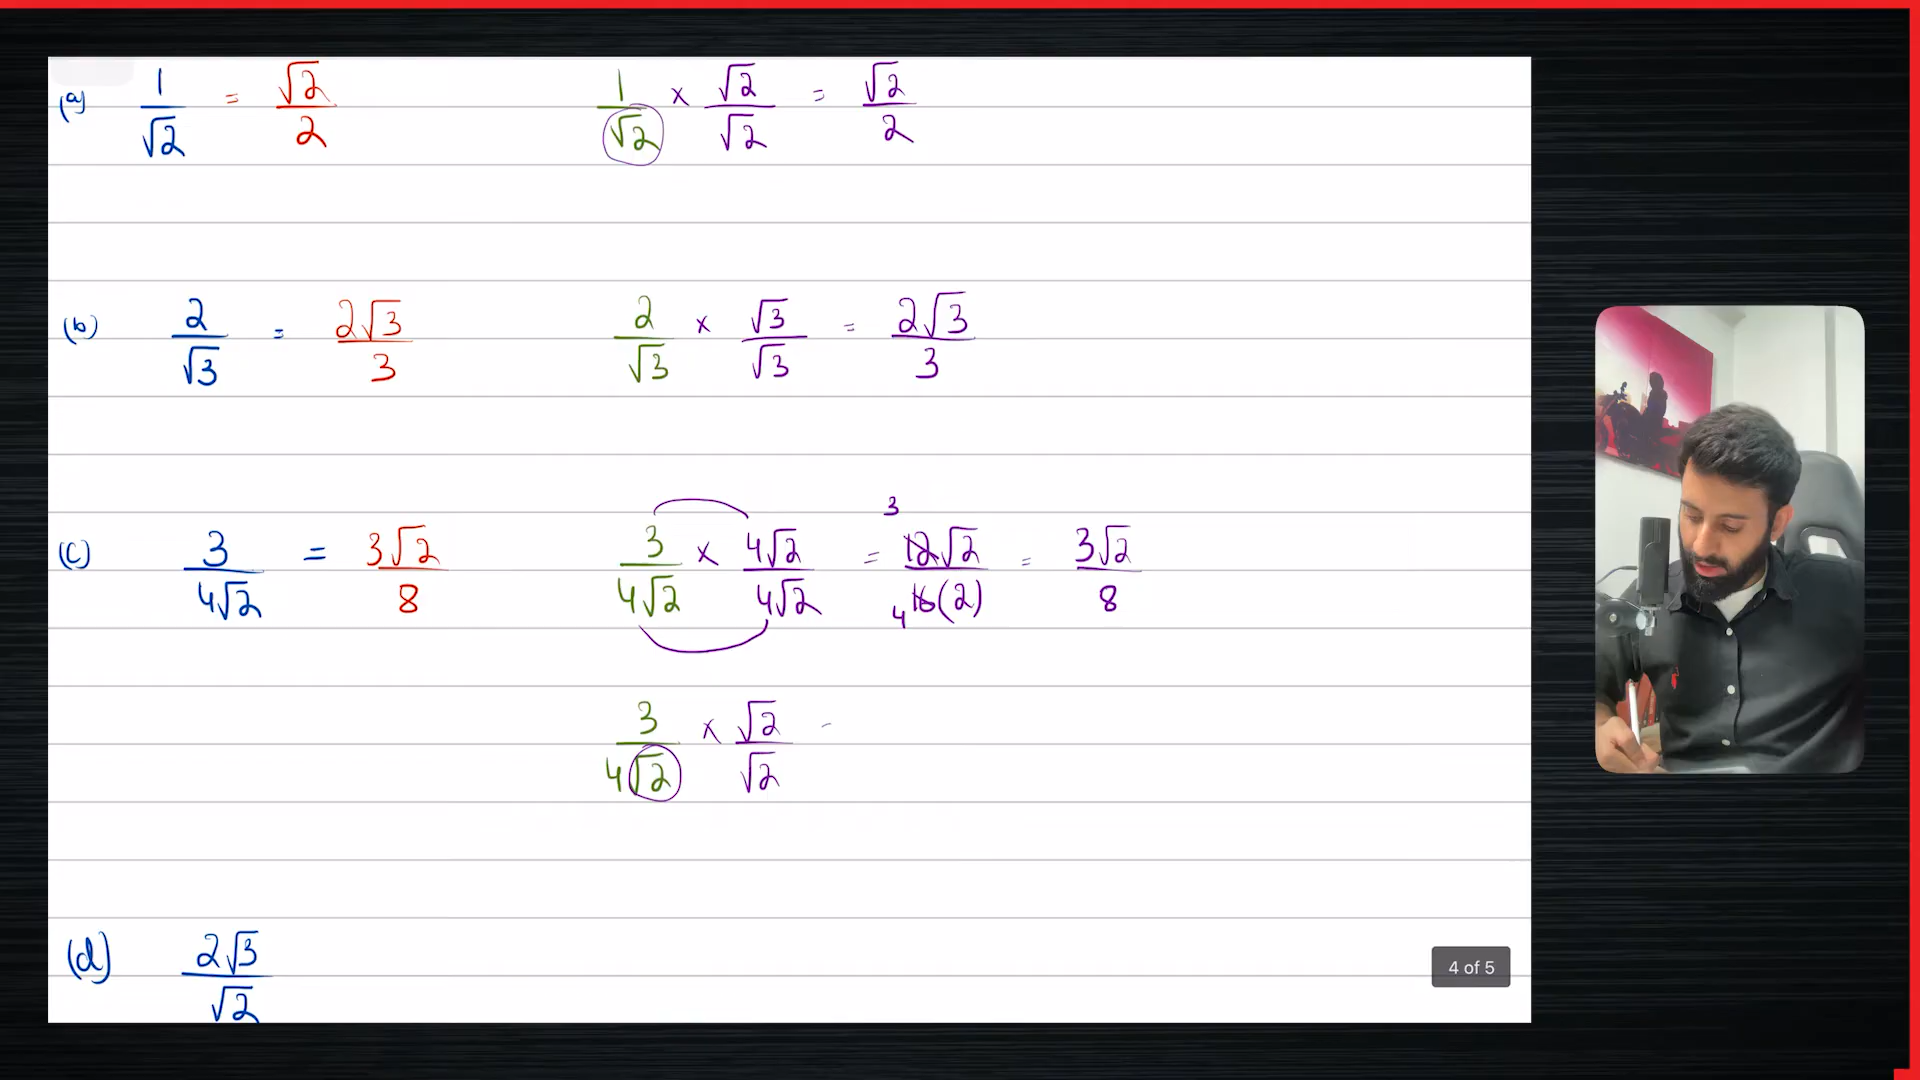 (a) 1/√2 = √2/2 1/√2 × √2/√2 = √2/2
(b) 2/√3 = 2√3/3 2/√3 × √3/√3 = 2√3/3
(c) 3/4√2 = 3√2/8 3/4√2 × 4√2/4√2 = 3 12√2/4 16(2) = 3√2/8
3/4√2 × √2/√2 =
(d) 2√3/√2
4 of 5